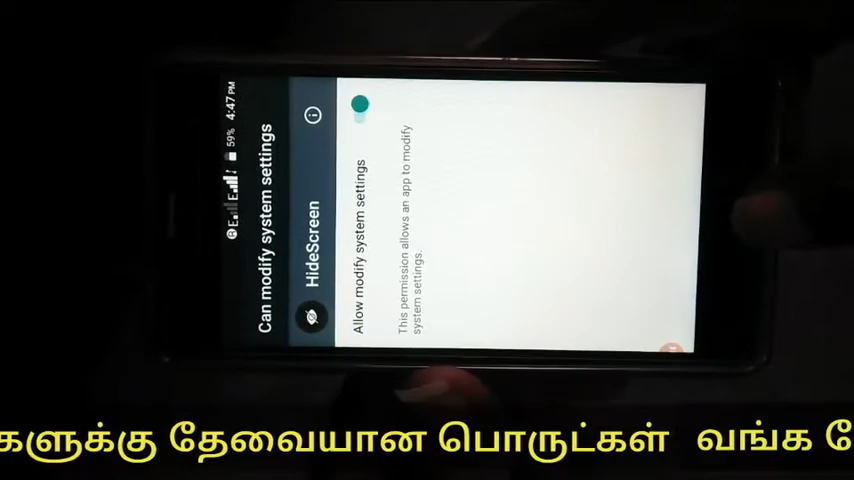 59% 4:47 PM
Can modify system settings
HideScreen
Allow modify system settings
This permission allows an app to modify
system settings.
களுக்கு தேவையான பொருட்கள் வங்க